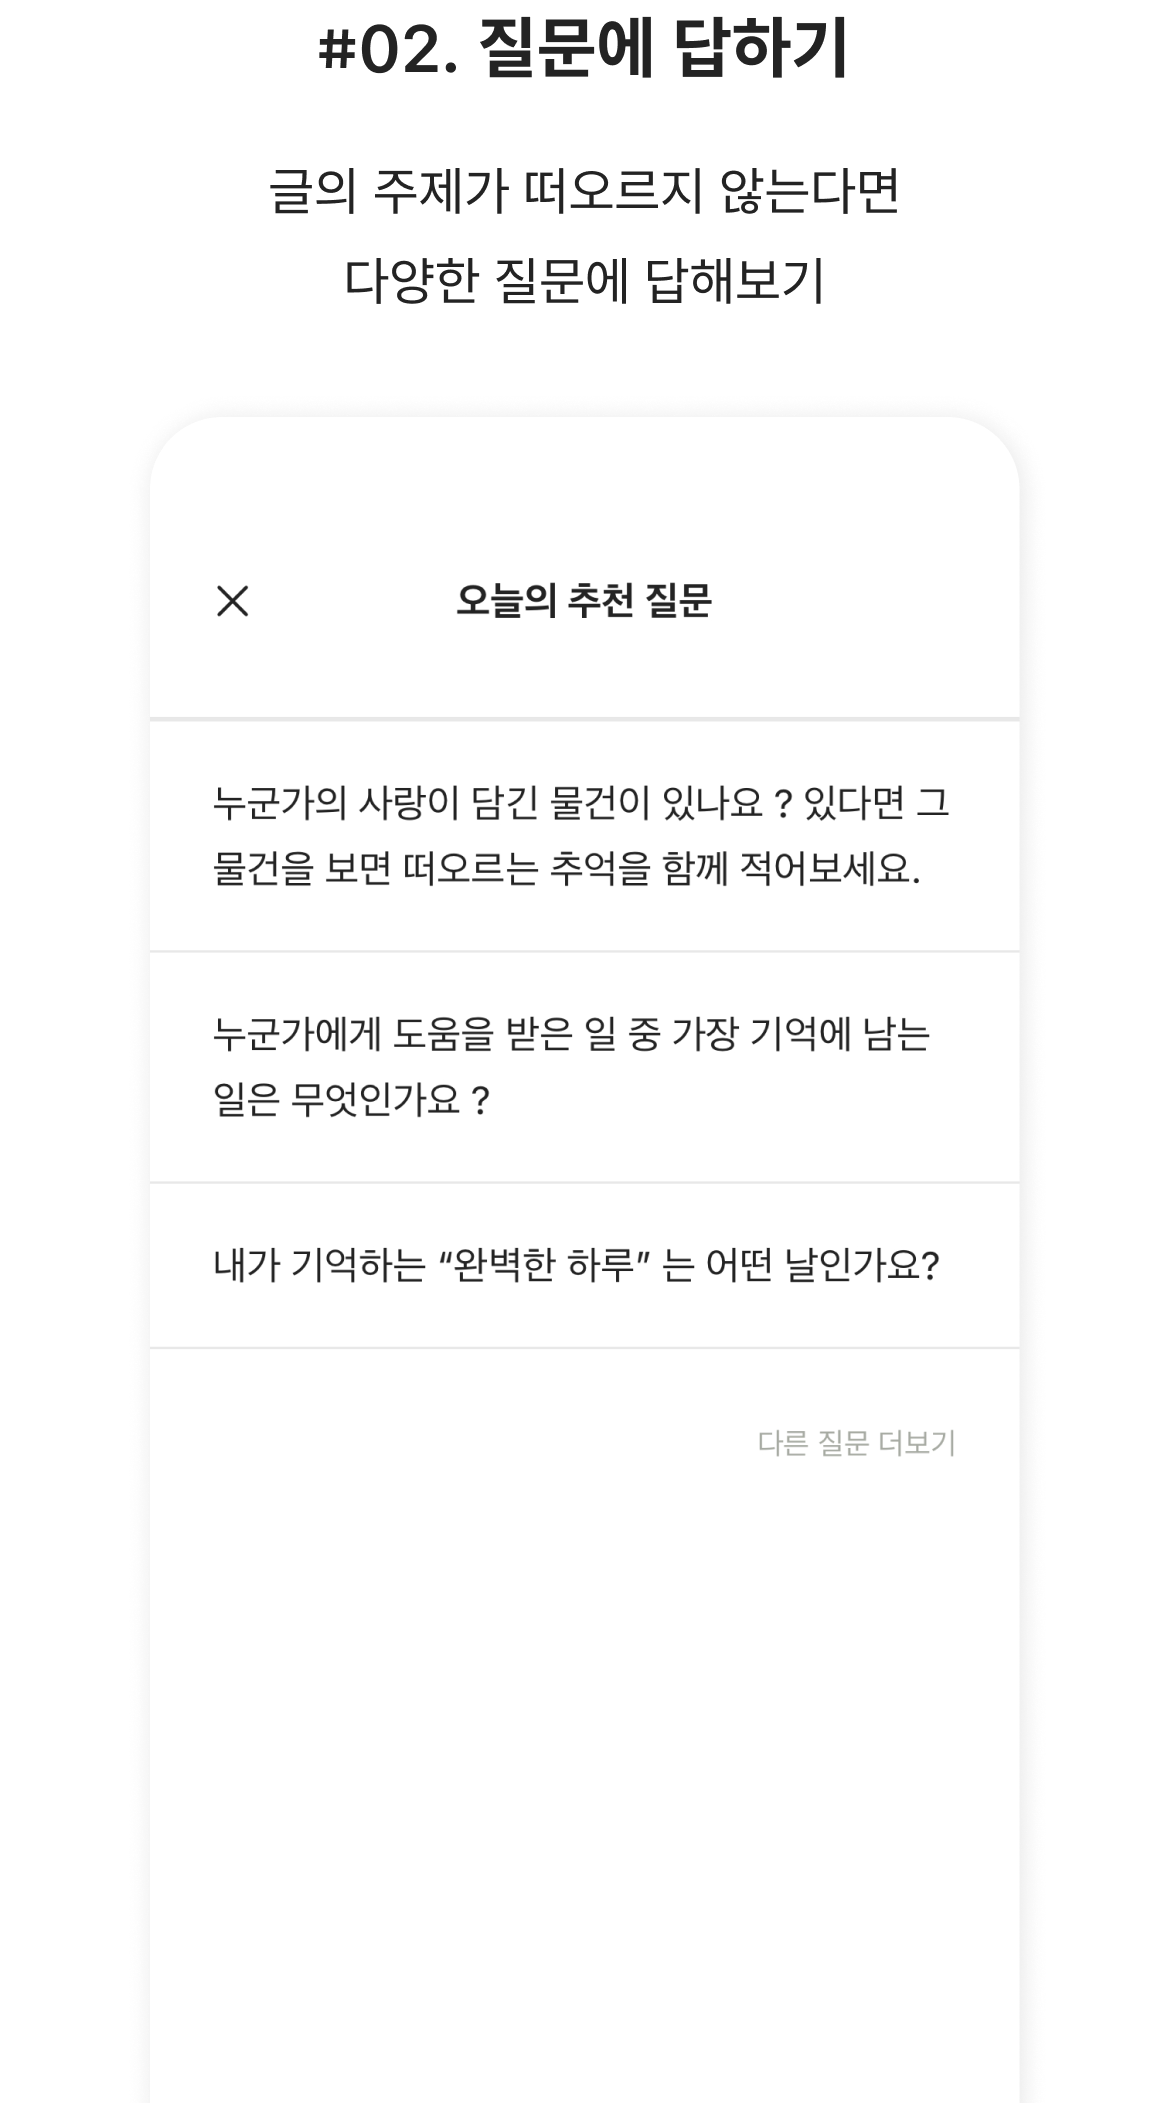 #02. 질문에 답하기
글의 주제가 떠오르지 않는다면
다양한 질문에 답해보기
오늘의 추천 질문
누군가의 사랑이 담긴 물건이 있나요 ? 있다면 그
물건을 보면 떠오르는 추억을 함께 적어보세요.
누군가에게 도움을 받은 일 중 가장 기억에 남는
일은 무엇인가요 ?
내가 기억하는 “완벽한 하루” 는 어떤 날인가요?
다른 질문 더보기